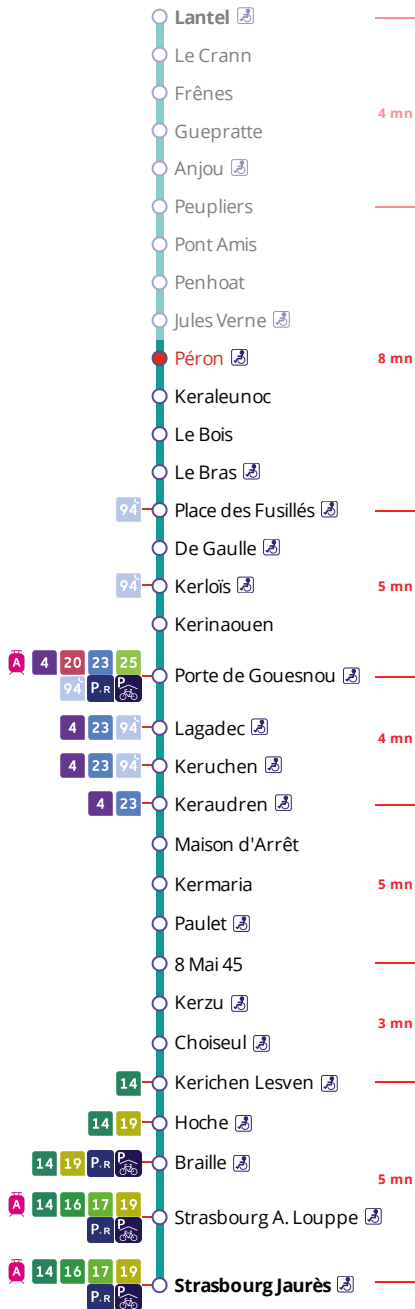 Lantel
Le Crann
Frênes
4 mn
Guepratte
Anjou
Peupliers
Pont Amis
Penhoat
Jules Verne
Péron 8 mn
Keraleunoc
Le Bois
Le Bras
94 Place des Fusillés
De Gaulle
94 Kerloïs 5 mn
Kerinaouen
A 4 20 23 25
Porte de Gouesnou
94 P.R P
4 23 94 Lagadec
4 mn
4 23 94 Keruchen
4 23 Keraudren
Maison d'Arrêt
Kermaria 5 mn
Paulet
8 Mai 45
Kerzu
3 mn
Choiseul
14 Kerichen Lesven
14 19 Hoche
14 19 P.R P Braille
5 mn
A 14 16 17 19
Strasbourg A. Louppe
P.R P
A 14 16 17 19
Strasbourg Jaurès
P.R P